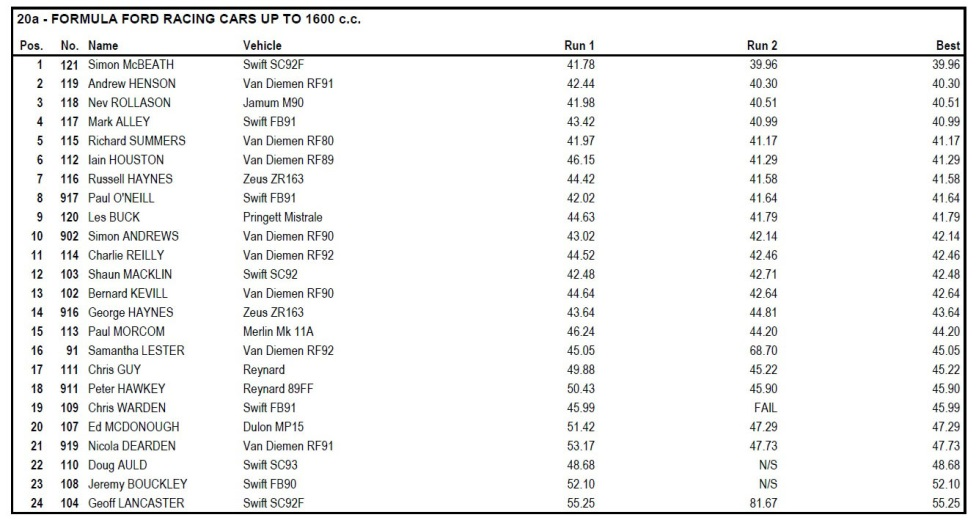 20a - FORMULA FORD RACING CARS UP TO 1600 c.c.
Pos. No. Name Vehicle Run 1 Run 2 Best
1 121 Simon McBEATH Swift SC92F 41.78 39.96 39.96
2 119 Andrew HENSON Van Diemen RF91 42.44 40.30 40.30
3 118 Nev ROLLASON Jamum M90 41.98 40.51 40.51
4 117 Mark ALLEY Swift FB91 43.42 40.99 40.99
5 115 Richard SUMMERS Van Diemen RF80 41.97 41.17 41.17
6 112 Iain HOUSTON Van Diemen RF89 46.15 41.29 41.29
7 116 Russell HAYNES Zeus ZR163 44.42 41.58 41.58
8 917 Paul O'NEILL Swift FB91 42.02 41.64 41.64
9 120 Les BUCK Pringett Mistrale 44.63 41.79 41.79
10 902 Simon ANDREWS Van Diemen RF90 43.02 42.14 42.14
11 114 Charlie REILLY Van Diemen RF92 44.52 42.46 42.46
12 103 Shaun MACKLIN Swift SC92 42.48 42.71 42.48
13 102 Bernard KEVILL Van Diemen RF90 44.64 42.64 42.64
14 916 George HAYNES Zeus ZR163 43.64 44.81 43.64
15 113 Paul MORCOM Merlin Mk 11A 46.24 44.20 44.20
16 91 Samantha LESTER Van Diemen RF92 45.05 68.70 45.05
17 111 Chris GUY Reynard 49.88 45.22 45.22
18 911 Peter HAWKEY Reynard 89FF 50.43 45.90 45.90
19 109 Chris WARDEN Swift FB91 45.99 FAIL 45.99
20 107 Ed MCDONOUGH Dulon MP15 51.42 47.29 47.29
21 919 Nicola DEARDEN Van Diemen RF91 53.17 47.73 47.73
22 110 Doug AULD Swift SC93 48.68 N/S 48.68
23 108 Jeremy BOUCKLEY Swift FB90 52.10 N/S 52.10
24 104 Geoff LANCASTER Swift SC92F 55.25 81.67 55.25